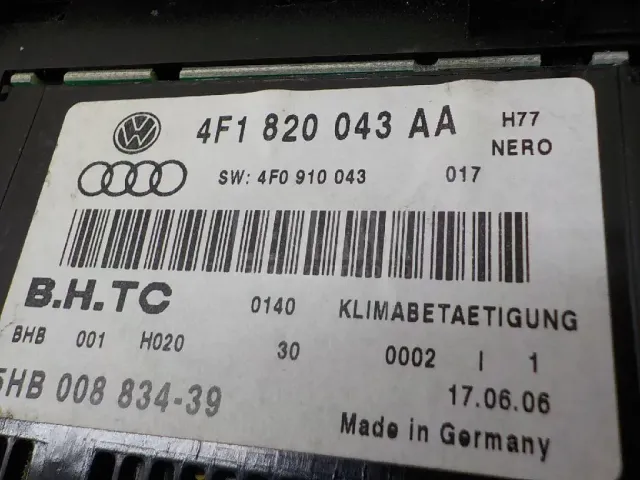 4F1 820 043 AA H77
NERO
SW: 4F0 910 043 017
B.H.TC 0140 KLIMABETAETIGUNG
BHB 001 H020 30 0002 I 1
5HB 008 834-39 17.06.06
Made in Germany